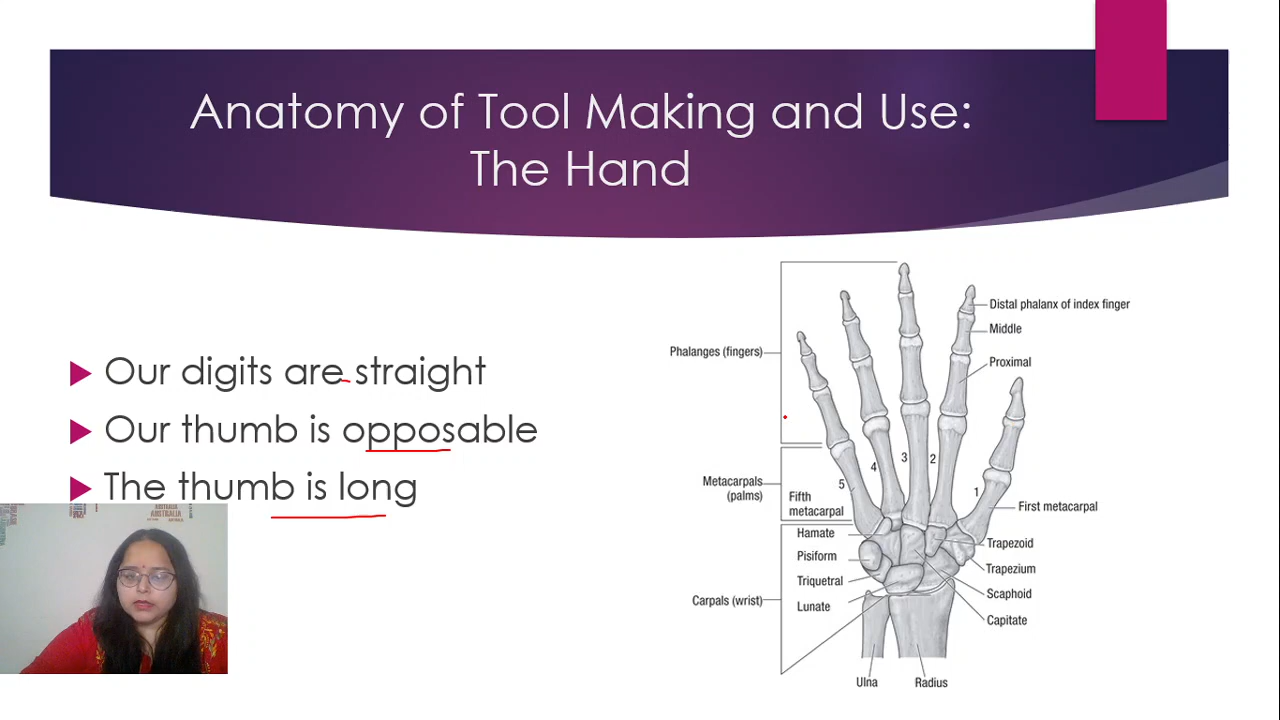 Anatomy of Tool Making and Use:
The Hand
Our digits are straight
Our thumb is opposable
The thumb is long
Phalanges (fingers)
Distal phalanx of index finger
Middle
Proximal
Metacarpals
(palms)
5
4
3
2
1
Fifth
metacarpal
First metacarpal
Hamate
Pisiform
Triquetral
Lunate
Carpals (wrist)
Trapezoid
Trapezium
Scaphoid
Capitate
Ulna
Radius
AUSTRALIA